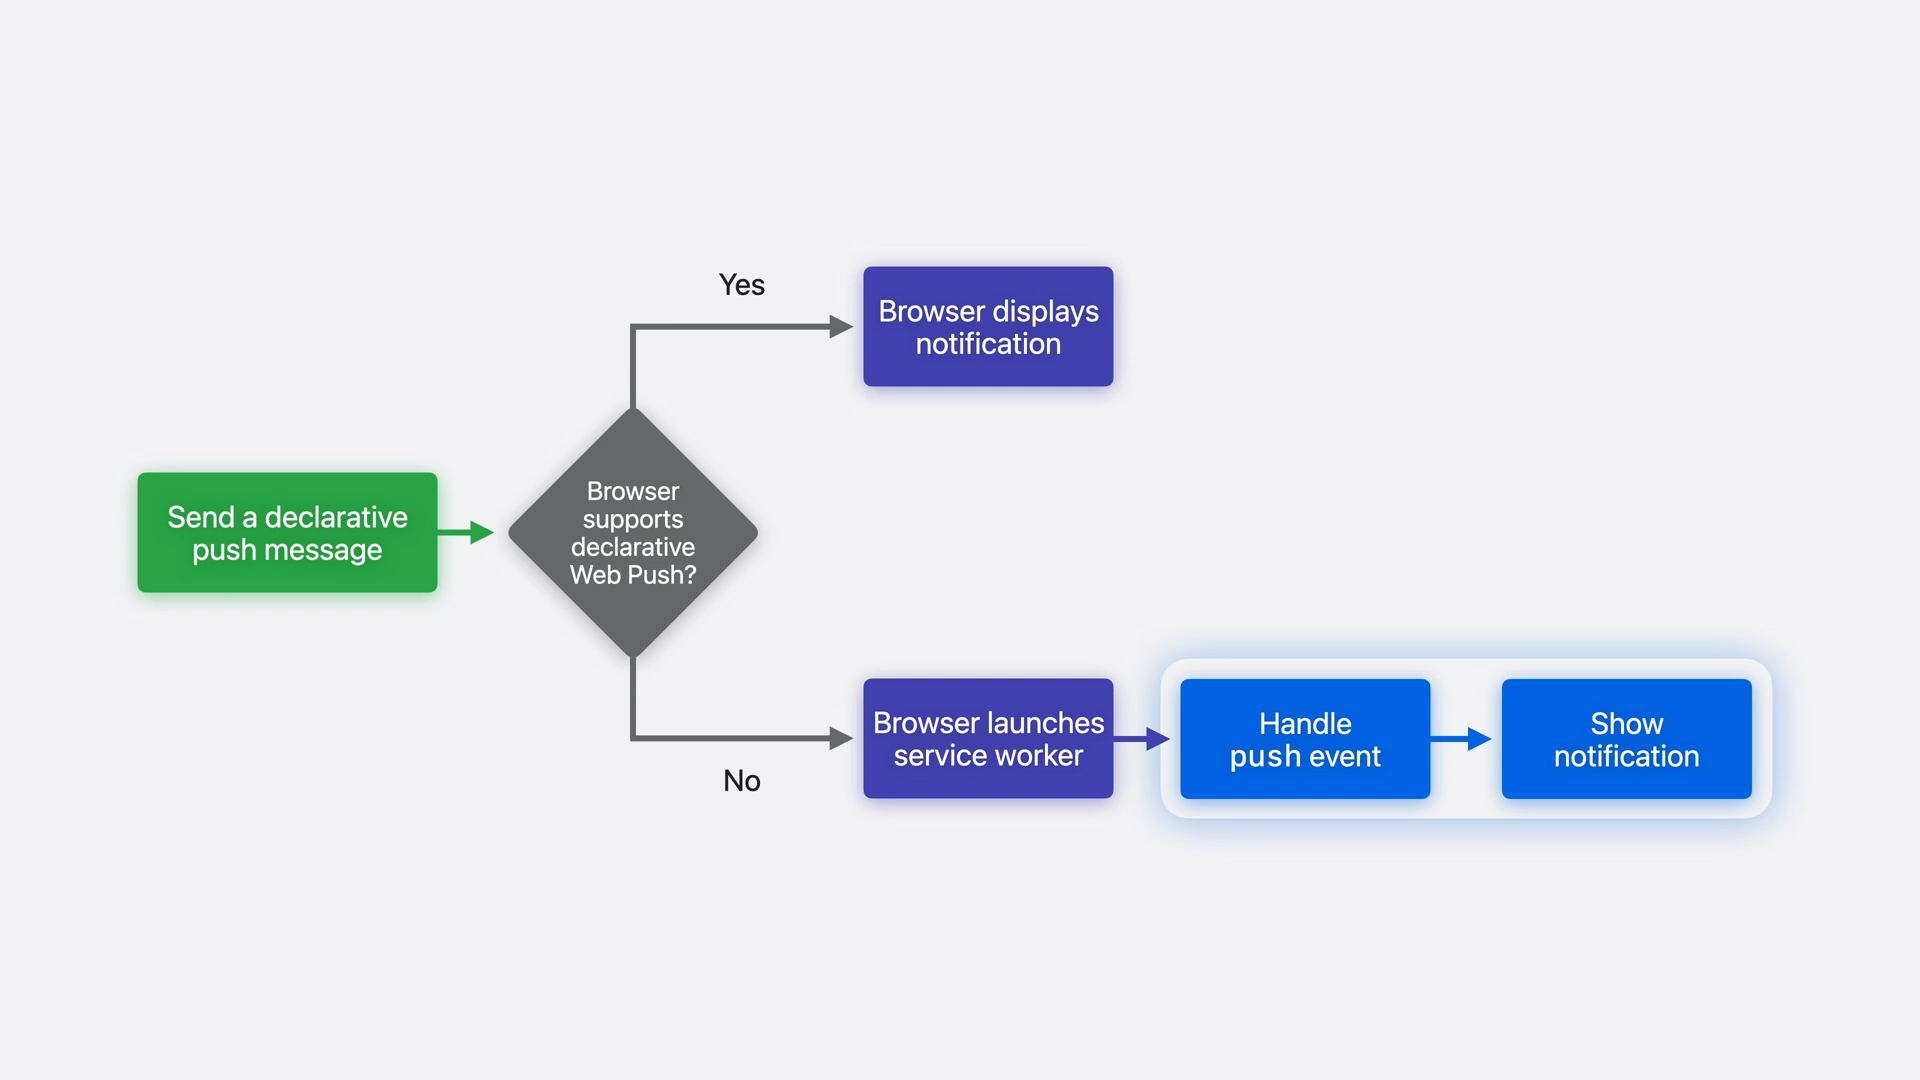 Send a declarative
push message
Browser
supports
declarative
Web Push?
Yes
Browser displays
notification
No
Browser launches
service worker
Handle
push event
Show
notification